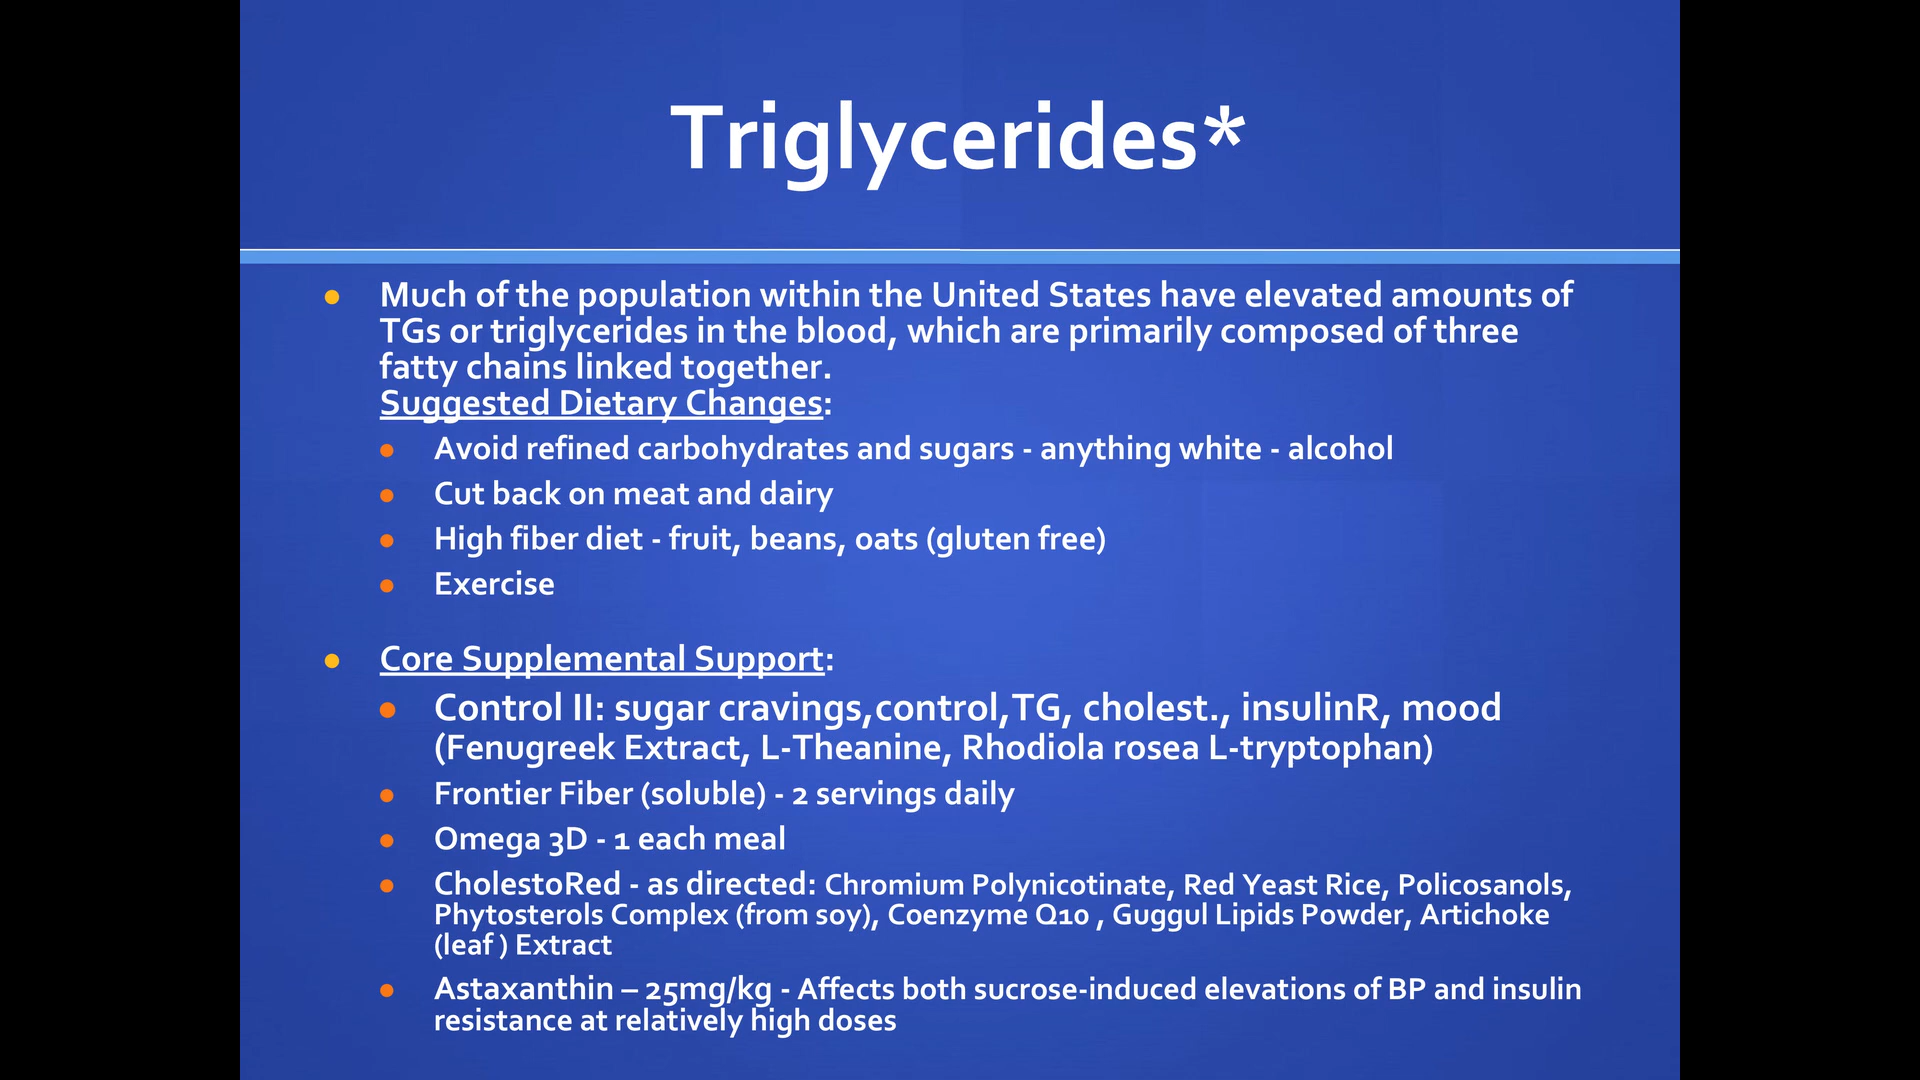 Triglycerides*
Much of the population within the United States have elevated amounts of
TGs or triglycerides in the blood, which are primarily composed of three
fatty chains linked together.
Suggested Dietary Changes:
Avoid refined carbohydrates and sugars - anything white - alcohol
Cut back on meat and dairy
High fiber diet - fruit, beans, oats (gluten free)
Exercise
Core Supplemental Support:
Control II: sugar cravings,control,TG, cholest., insulinR, mood
(Fenugreek Extract, L-Theanine, Rhodiola rosea L-tryptophan)
Frontier Fiber (soluble) - 2 servings daily
Omega 3D - 1 each meal
CholestoRed - as directed: Chromium Polynicotinate, Red Yeast Rice, Policosanols,
Phytosterols Complex (from soy), Coenzyme Q10 , Guggul Lipids Powder, Artichoke
(leaf ) Extract
Astaxanthin – 25mg/kg - Affects both sucrose-induced elevations of BP and insulin
resistance at relatively high doses